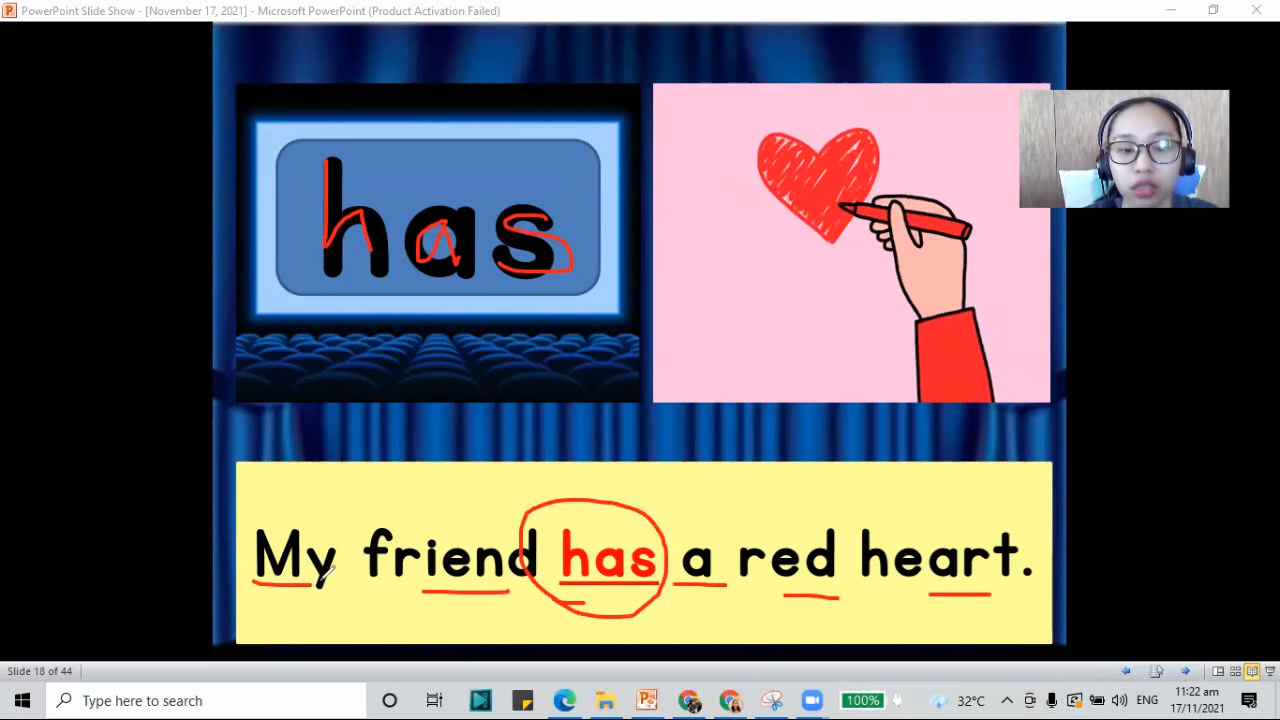 PowerPoint Slide Show - [November 17, 2021] - Microsoft PowerPoint (Product Activation Failed)
has
My friend has a red heart.
Slide 18 of 44
Type here to search
100%
32°C
ENG
11:22 am
17/11/2021